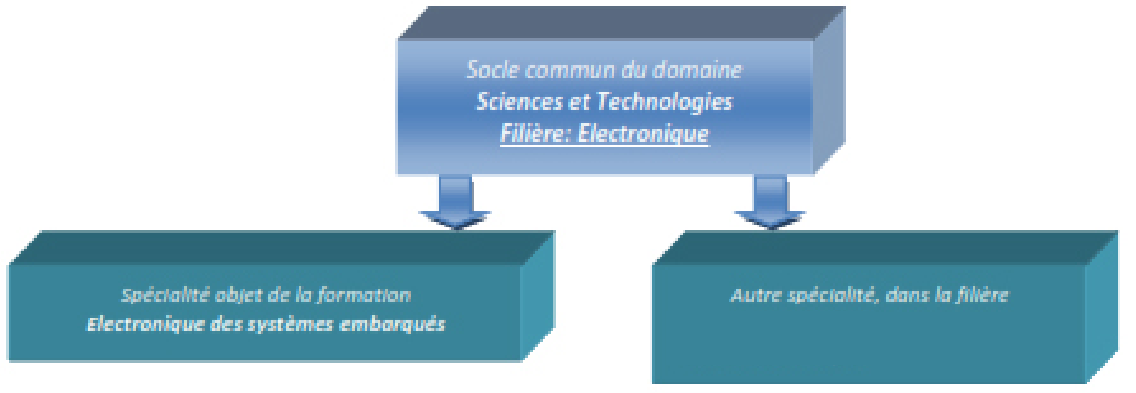 Socle commun du domaine
Sciences et Technologies
Filière: Electronique
Spécialité objet de la formation
Electronique des systèmes embarqués
Autre spécialité, dans la filière